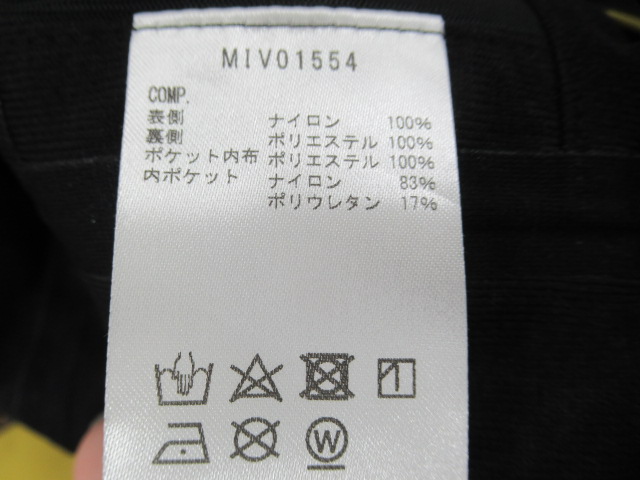 MIV01554
COMP.
表側 ナイロン 100%
裏側 ポリエステル 100%
ポケット内布 ポリエステル 100%
内ポケット ナイロン 83%
ポリウレタン 17%
W